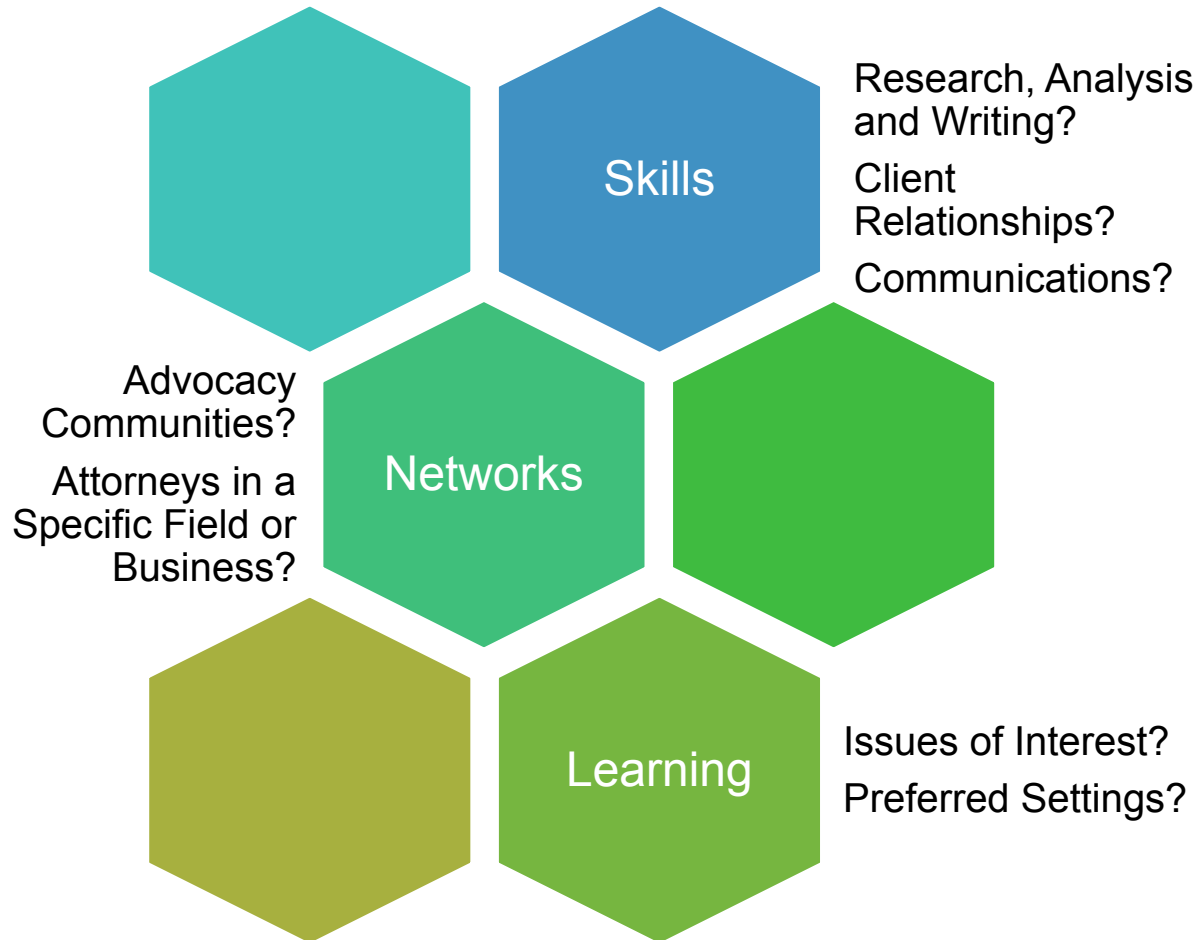 Skills
Research, Analysis
and Writing?
Client
Relationships?
Communications?
Advocacy
Communities?
Attorneys in a
Specific Field or
Business?
Networks
Learning
Issues of Interest?
Preferred Settings?